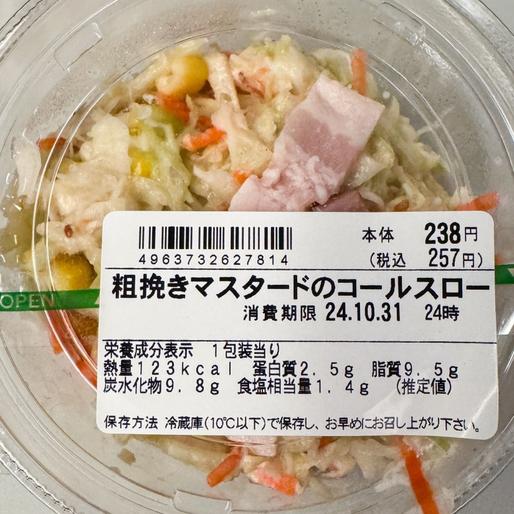 4963732627814
本体 238円
(税込 257円)
粗挽きマスタードのコールスロー
消費期限 24.10.31 24時
OPEN
栄養成分表示 1包装当り
熱量123kcal 蛋白質2.5g 脂質9.5g
炭水化物9.8g 食塩相当量1.4g (推定値)
保存方法 冷蔵庫(10℃以下)で保存し、お早めにお召し上がり下さい。